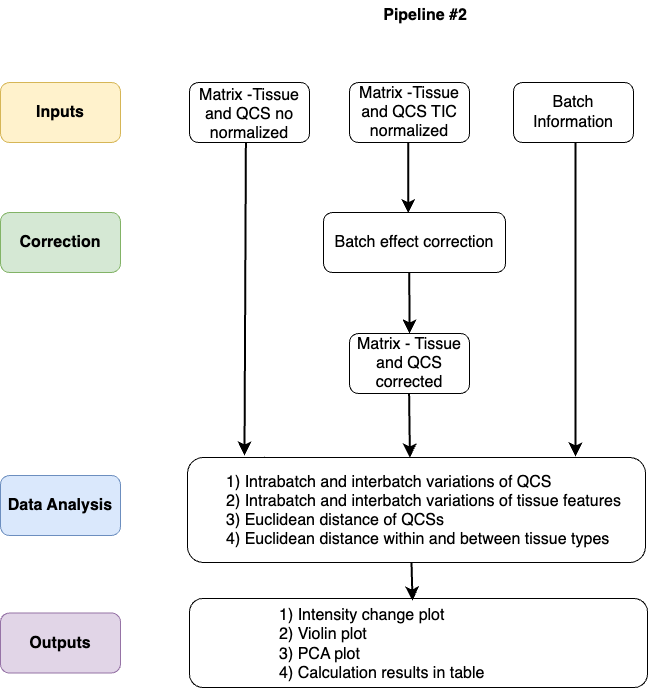 Pipeline #2
Inputs
Matrix -Tissue
and QCS no
normalized
Matrix -Tissue
and QCS TIC
normalized
Batch
Information
Correction
Batch effect correction
Matrix - Tissue
and QCS
corrected
Data Analysis
1) Intrabatch and interbatch variations of QCS
2) Intrabatch and interbatch variations of tissue features
3) Euclidean distance of QCSs
4) Euclidean distance within and between tissue types
Outputs
1) Intensity change plot
2) Violin plot
3) PCA plot
4) Calculation results in table